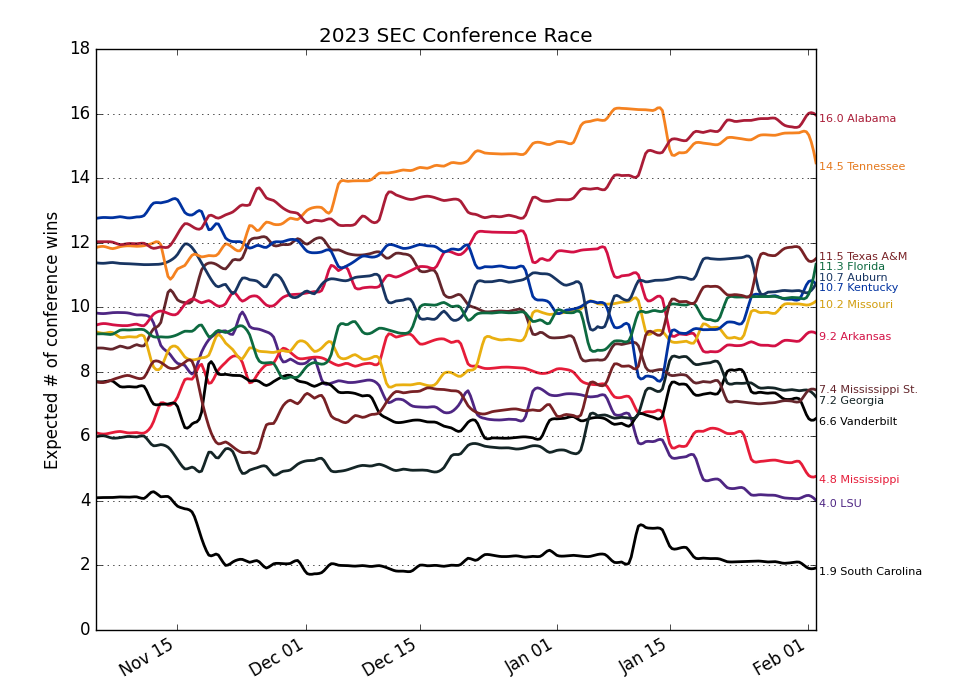 2023 SEC Conference Race
Expected # of conference wins
18
16
14
12
10
8
6
4
2
0
Nov 15
Dec 01
Dec 15
Jan 01
Jan 15
Feb 01
16.0 Alabama
14.5 Tennessee
11.5 Texas A&M
11.3 Florida
10.7 Auburn
10.7 Kentucky
10.2 Missouri
9.2 Arkansas
7.4 Mississippi St.
7.2 Georgia
6.6 Vanderbilt
4.8 Mississippi
4.0 LSU
1.9 South Carolina